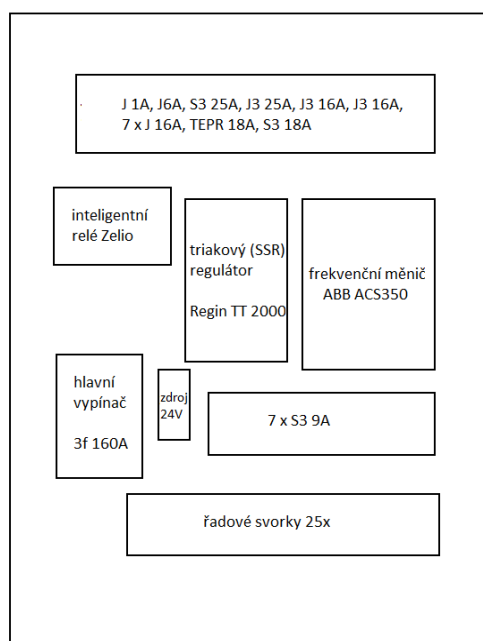 J 1A, J6A, S3 25A, J3 25A, J3 16A, J3 16A,
7 x J 16A, TEPR 18A, S3 18A
inteligentní
relé Zelio
triakový (SSR)
regulátor
Regin TT 2000
frekvenční měnič
ABB ACS350
hlavní
vypínač
3f 160A
zdroj
24V
7 x S3 9A
řadové svorky 25x